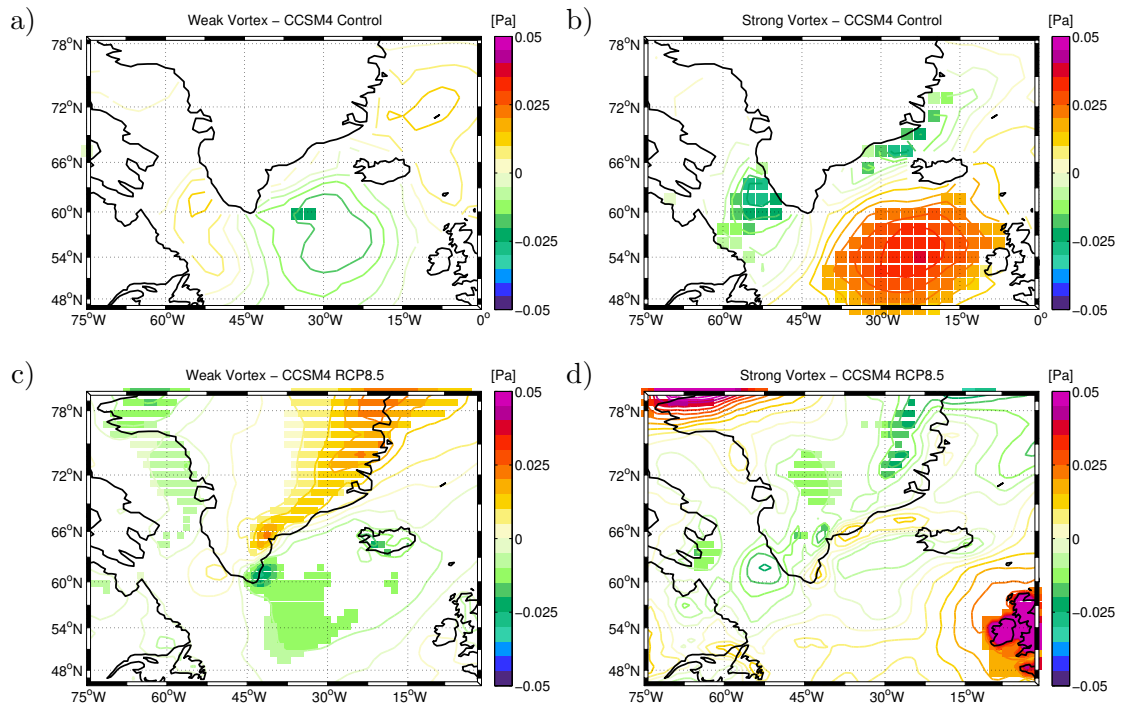 a) Weak Vortex – CCSM4 Control [Pa]
78°N
72°N
66°N
60°N
54°N
48°N
75°W 60°W 45°W 30°W 15°W 0°
0.05
0.025
0
−0.025
−0.05
b) Strong Vortex – CCSM4 Control [Pa]
78°N
72°N
66°N
60°N
54°N
48°N
75°W 60°W 45°W 30°W 15°W 0°
0.05
0.025
0
−0.025
−0.05
c) Weak Vortex – CCSM4 RCP8.5 [Pa]
78°N
72°N
66°N
60°N
54°N
48°N
75°W 60°W 45°W 30°W 15°W
0.05
0.025
0
−0.025
−0.05
d) Strong Vortex – CCSM4 RCP8.5 [Pa]
78°N
72°N
66°N
60°N
54°N
48°N
75°W 60°W 45°W 30°W 15°W
0.05
0.025
0
−0.025
−0.05